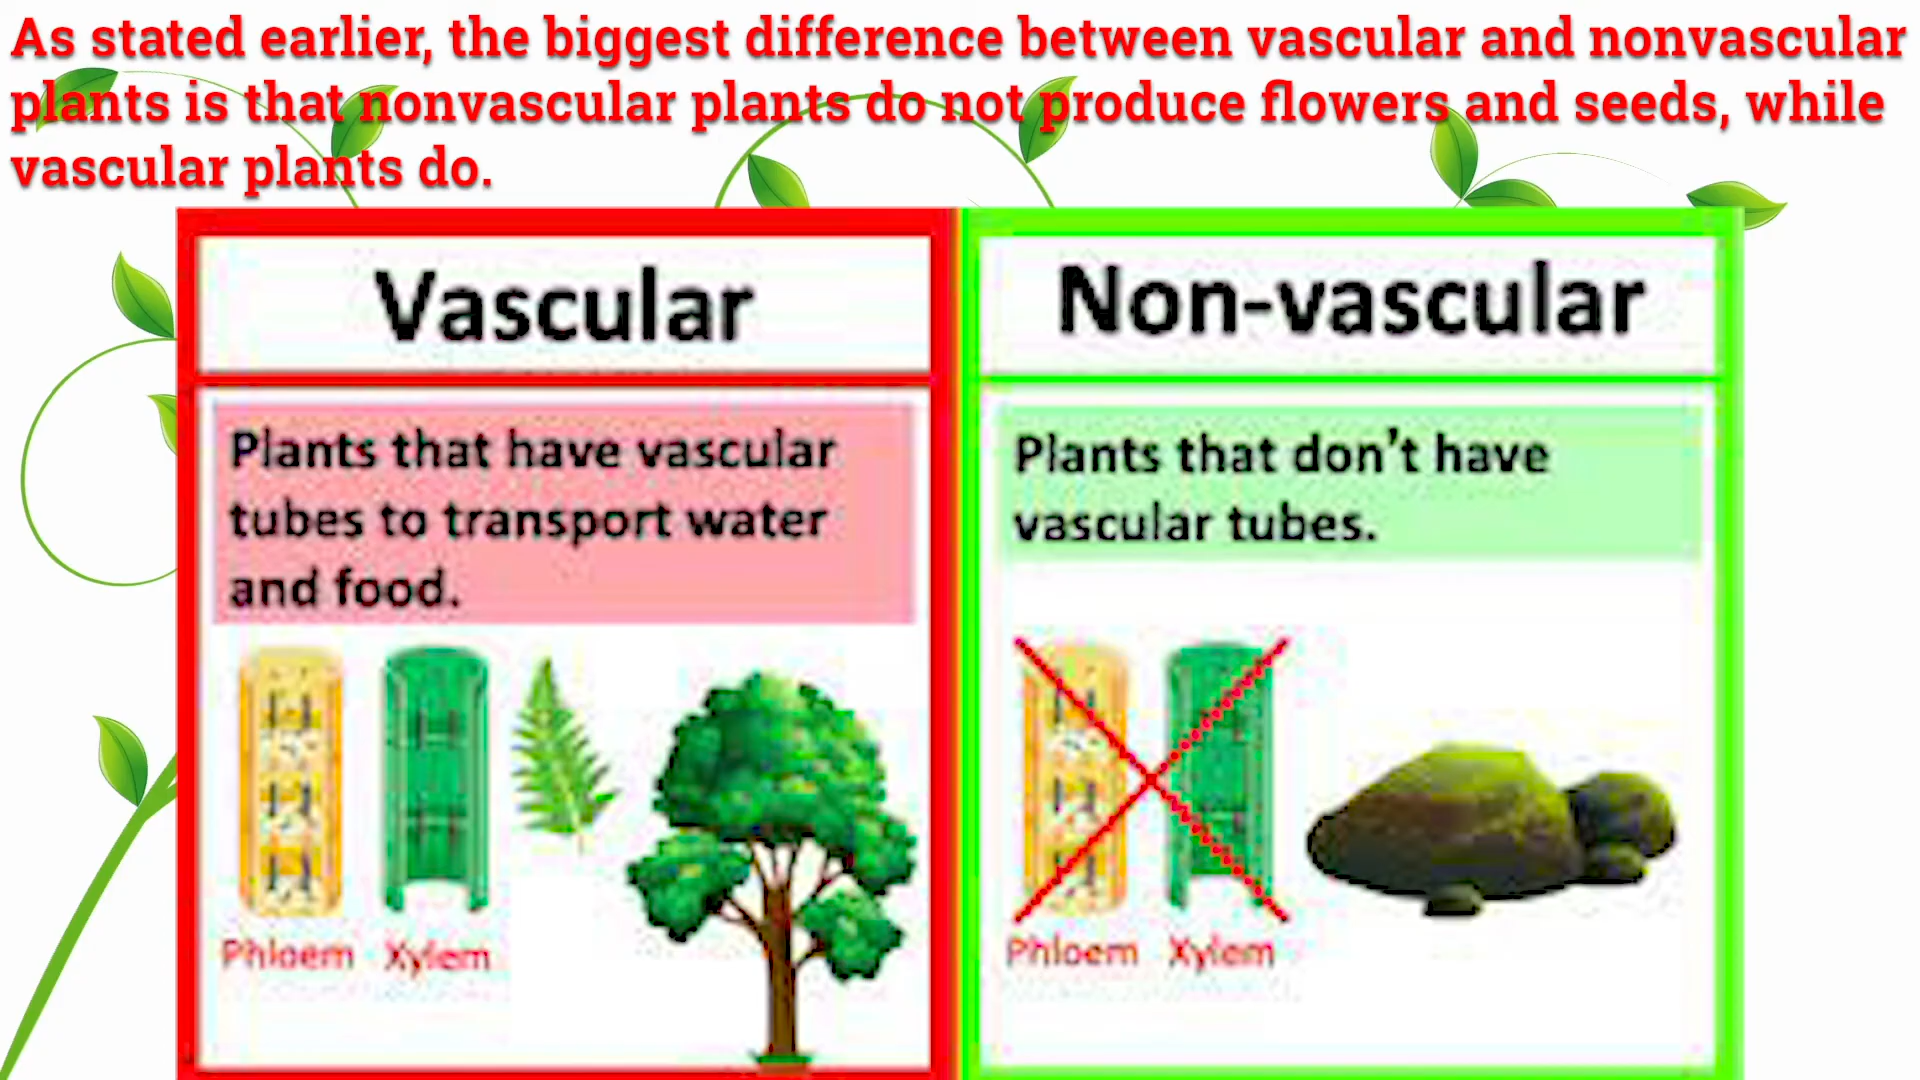 As stated earlier, the biggest difference between vascular and nonvascular
plants is that nonvascular plants do not produce flowers and seeds, while
vascular plants do.
Vascular
Plants that have vascular
tubes to transport water
and food.
Phloem Xylem
Non-vascular
Plants that don't have
vascular tubes.
Phloem Xylem